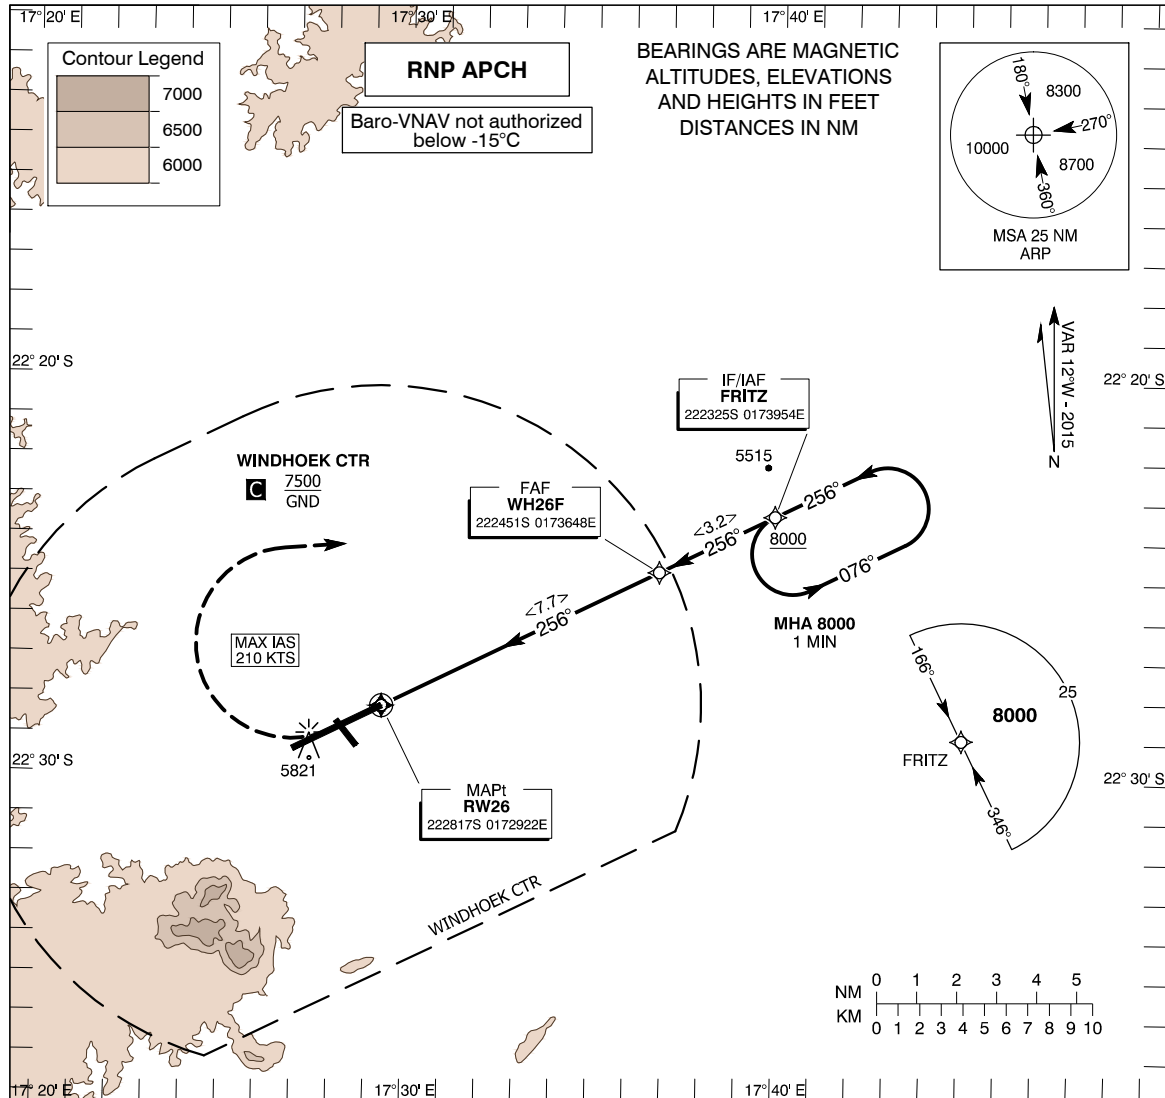 17° 20' E
17° 30' E
17° 40' E
Contour Legend
7000
6500
6000
RNP APCH
Baro-VNAV not authorized
below -15°C
BEARINGS ARE MAGNETIC
ALTITUDES, ELEVATIONS
AND HEIGHTS IN FEET
DISTANCES IN NM
180°
8300
270°
10000
8700
360°
MSA 25 NM
ARP
VAR 12°W - 2015
N
22° 20' S
22° 20' S
IF/IAF
FRITZ
222325S 0173954E
5515
WINDHOEK CTR
C
7500
GND
FAF
WH26F
222451S 0173648E
<3.2>
256°
256°
8000
076°
<7.7>
256°
MHA 8000
1 MIN
MAX IAS
210 KTS
166°
25
8000
FRITZ
346°
5821
22° 30' S
22° 30' S
MAPt
RW26
222817S 0172922E
WINDHOEK CTR
NM
0 1 2 3 4 5
KM
0 1 2 3 4 5 6 7 8 9 10
17° 20' E
17° 30' E
17° 40' E